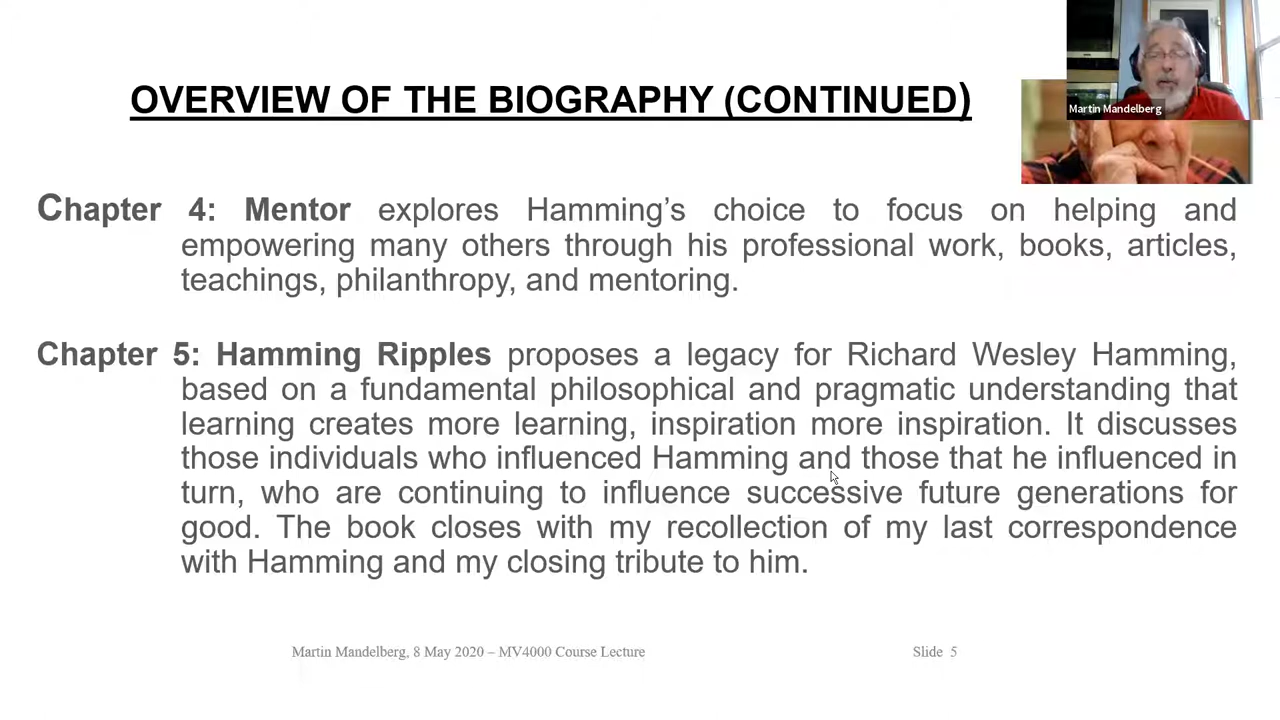 OVERVIEW OF THE BIOGRAPHY (CONTINUED)
Martin Mandelberg
Chapter 4: Mentor explores Hamming's choice to focus on helping and
empowering many others through his professional work, books, articles,
teachings, philanthropy, and mentoring.
Chapter 5: Hamming Ripples proposes a legacy for Richard Wesley Hamming,
based on a fundamental philosophical and pragmatic understanding that
learning creates more learning, inspiration more inspiration. It discusses
those individuals who influenced Hamming and those that he influenced in
turn, who are continuing to influence successive future generations for
good. The book closes with my recollection of my last correspondence
with Hamming and my closing tribute to him.
Martin Mandelberg, 8 May 2020 – MV4000 Course Lecture
Slide 5